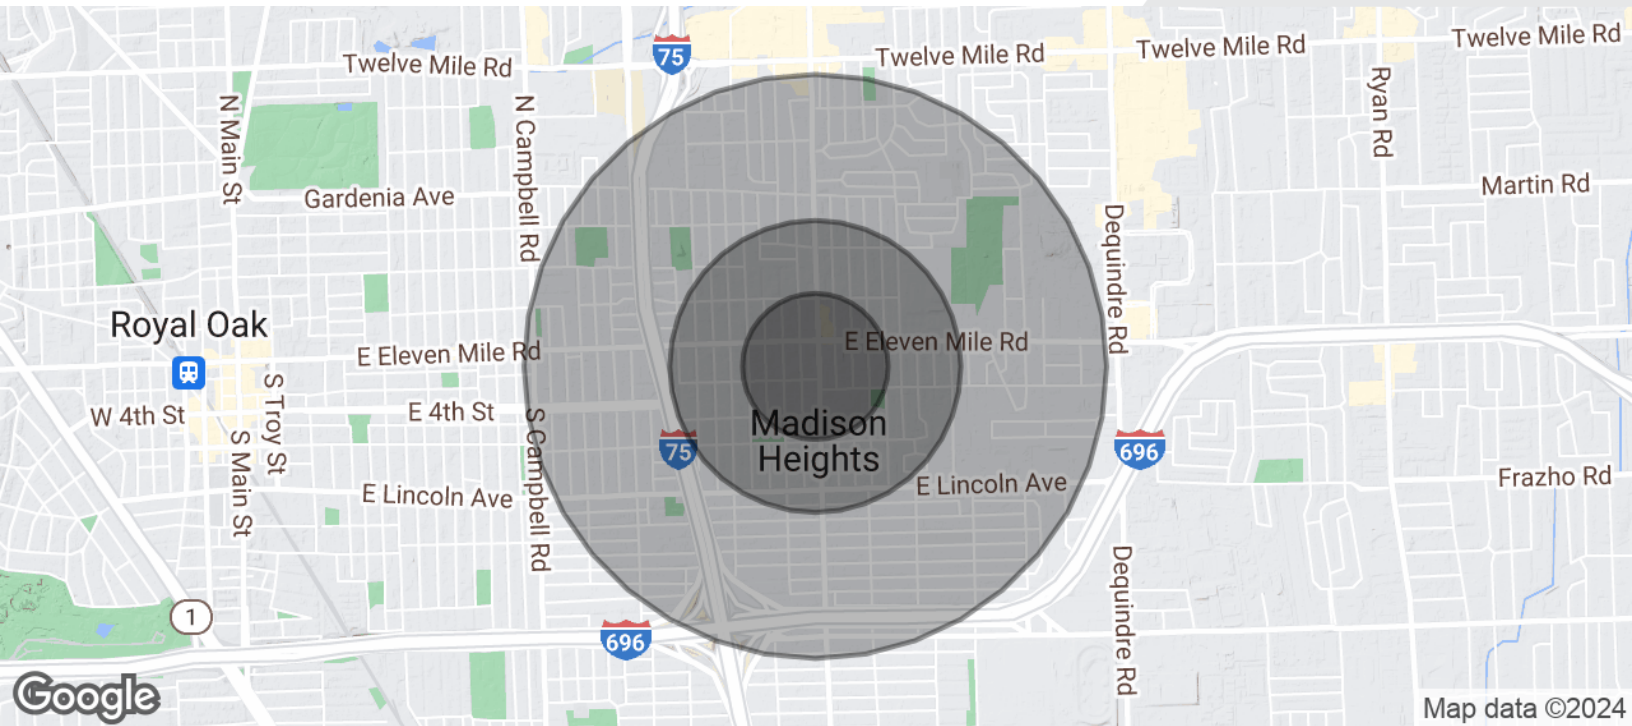 75
Twelve Mile Rd
Twelve Mile Rd
Twelve Mile Rd
Twelve Mile Rd
N Main St
N Campbell Rd
Ryan Rd
Gardenia Ave
Martin Rd
Dequindre Rd
Royal Oak
E Eleven Mile Rd
E Eleven Mile Rd
W 4th St
S Troy St
E 4th St
S Main St
S Campbell Rd
75
Madison
Heights
696
E Lincoln Ave
E Lincoln Ave
Frazho Rd
Dequindre Rd
1
696
Google
Map data ©2024